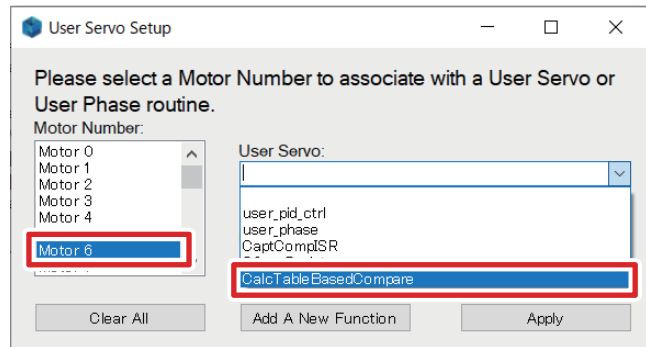 User Servo Setup
Please select a Motor Number to associate with a User Servo or
User Phase routine.
Motor Number:
Motor 0
Motor 1
Motor 2
Motor 3
Motor 4
Motor 6
User Servo:
user_pid_ctrl
user_phase
CaptCompISR
CalcTableBasedCompare
Clear All
Add A New Function
Apply